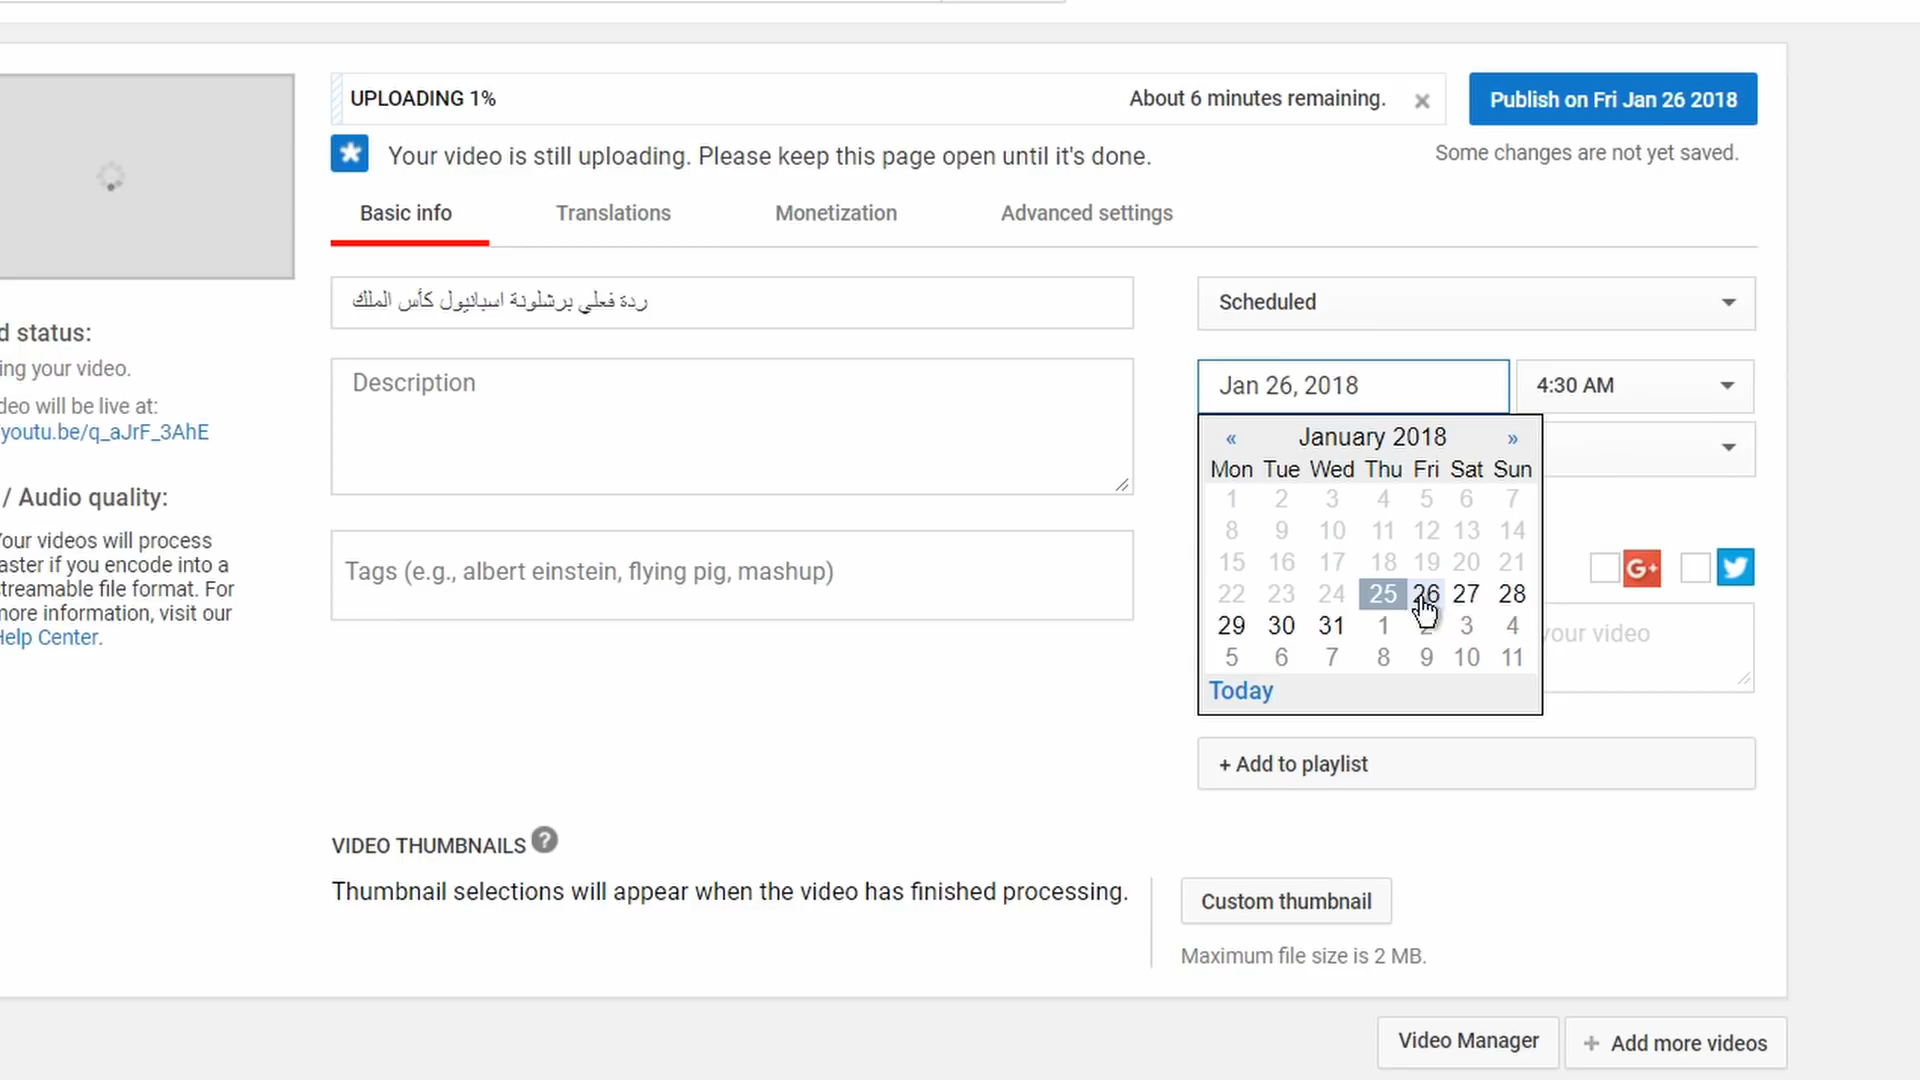 UPLOADING 1%
About 6 minutes remaining.
Publish on Fri Jan 26 2018
Your video is still uploading. Please keep this page open until it's done.
Some changes are not yet saved.
Basic info
Translations
Monetization
Advanced settings
ردة فعلي برشلونة اسبانيول كأس الملك
Scheduled
d status:
ing your video.
deo will be live at:
youtu.be/q_aJrF_3AhE
Description
Jan 26, 2018
4:30 AM
« January 2018 »
Mon Tue Wed Thu Fri Sat Sun
1 2 3 4 5 6 7
8 9 10 11 12 13 14
15 16 17 18 19 20 21
22 23 24 25 26 27 28
29 30 31 1 2 3 4
5 6 7 8 9 10 11
Today
/ Audio quality:
our videos will process
aster if you encode into a
treamable file format. For
more information, visit our
Help Center.
Tags (e.g., albert einstein, flying pig, mashup)
G+
your video
+ Add to playlist
VIDEO THUMBNAILS ?
Thumbnail selections will appear when the video has finished processing.
Custom thumbnail
Maximum file size is 2 MB.
Video Manager
+ Add more videos